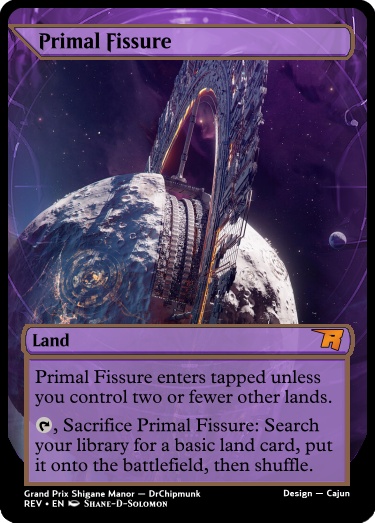 Primal Fissure
Land
Primal Fissure enters tapped unless
you control two or fewer other lands.
, Sacrifice Primal Fissure: Search
your library for a basic land card, put
it onto the battlefield, then shuffle.
Grand Prix Shigane Manor — DrChipmunk
Design — Cajun
REV • EN Shane-D-Solomon